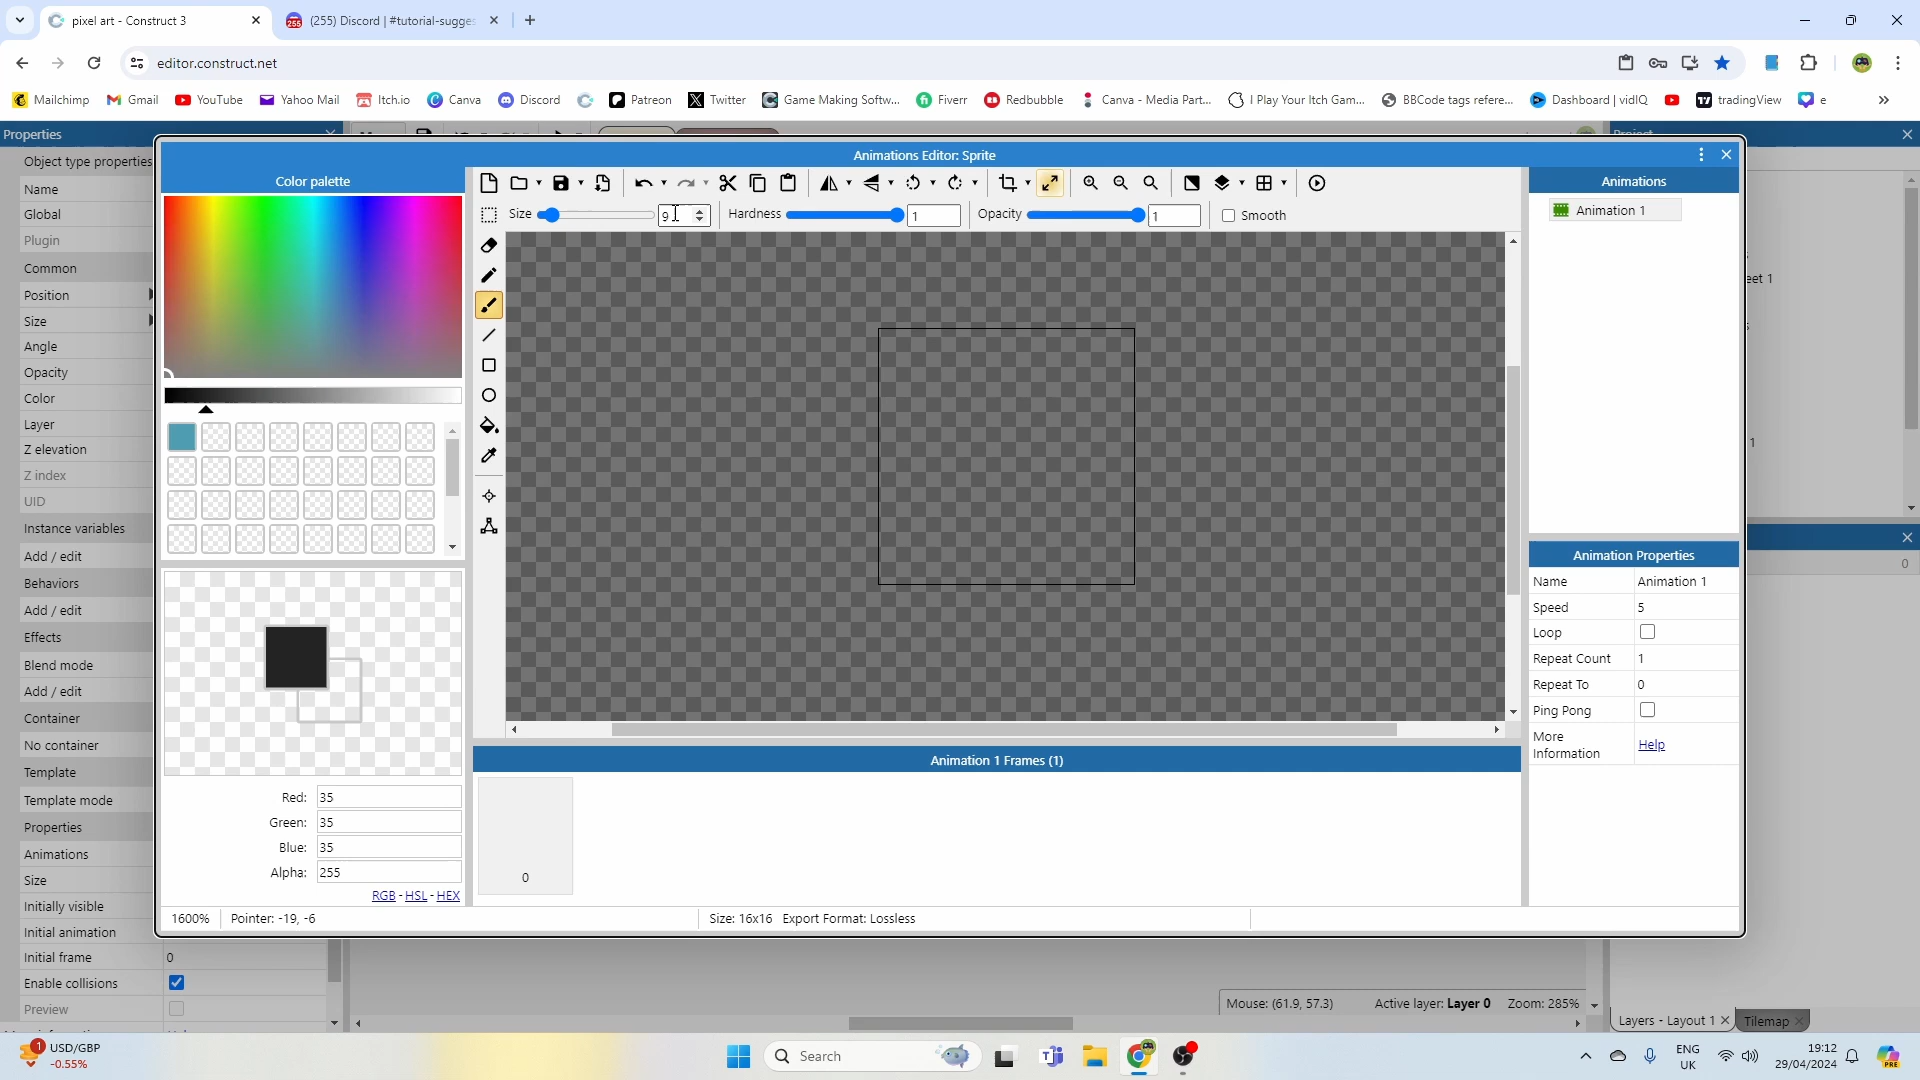 pixel art - Construct 3
(255) Discord | #tutorial-sugges
editor.construct.net
Mailchimp
Gmail
YouTube
Yahoo Mail
Itch.io
Canva
Discord
Patreon
Twitter
Game Making Softw...
Fiverr
Redbubble
Canva - Media Part...
I Play Your Itch Gam...
BBCode tags refere...
Dashboard | vidIQ
tradingView
e
Properties
Animations Editor: Sprite
Object type properties
Name
Global
Plugin
Common
Position
Size
Angle
Opacity
Color
Layer
Z elevation
Z index
UID
Instance variables
Add / edit
Behaviors
Add / edit
Effects
Blend mode
Add / edit
Container
No container
Template
Template mode
Properties
Animations
Size
Initially visible
Initial animation
Initial frame 0
Enable collisions
Preview
Color palette
Size 9 Hardness 1 Opacity 1 Smooth
Red: 35
Green: 35
Blue: 35
Alpha: 255
RGB - HSL - HEX
Animation 1 Frames (1)
0
1600% Pointer: -19, -6 Size: 16x16 Export Format: Lossless
Animations
Animation 1
Animation Properties
Name Animation 1
Speed 5
Loop
Repeat Count 1
Repeat To 0
Ping Pong
More Information Help
eet 1
1
0
Mouse: (61.9, 57.3) Active layer: Layer 0 Zoom: 285%
Layers - Layout 1
Tilemap
1
USD/GBP
-0.55%
Search
ENG
UK
19:12
29/04/2024
PRE